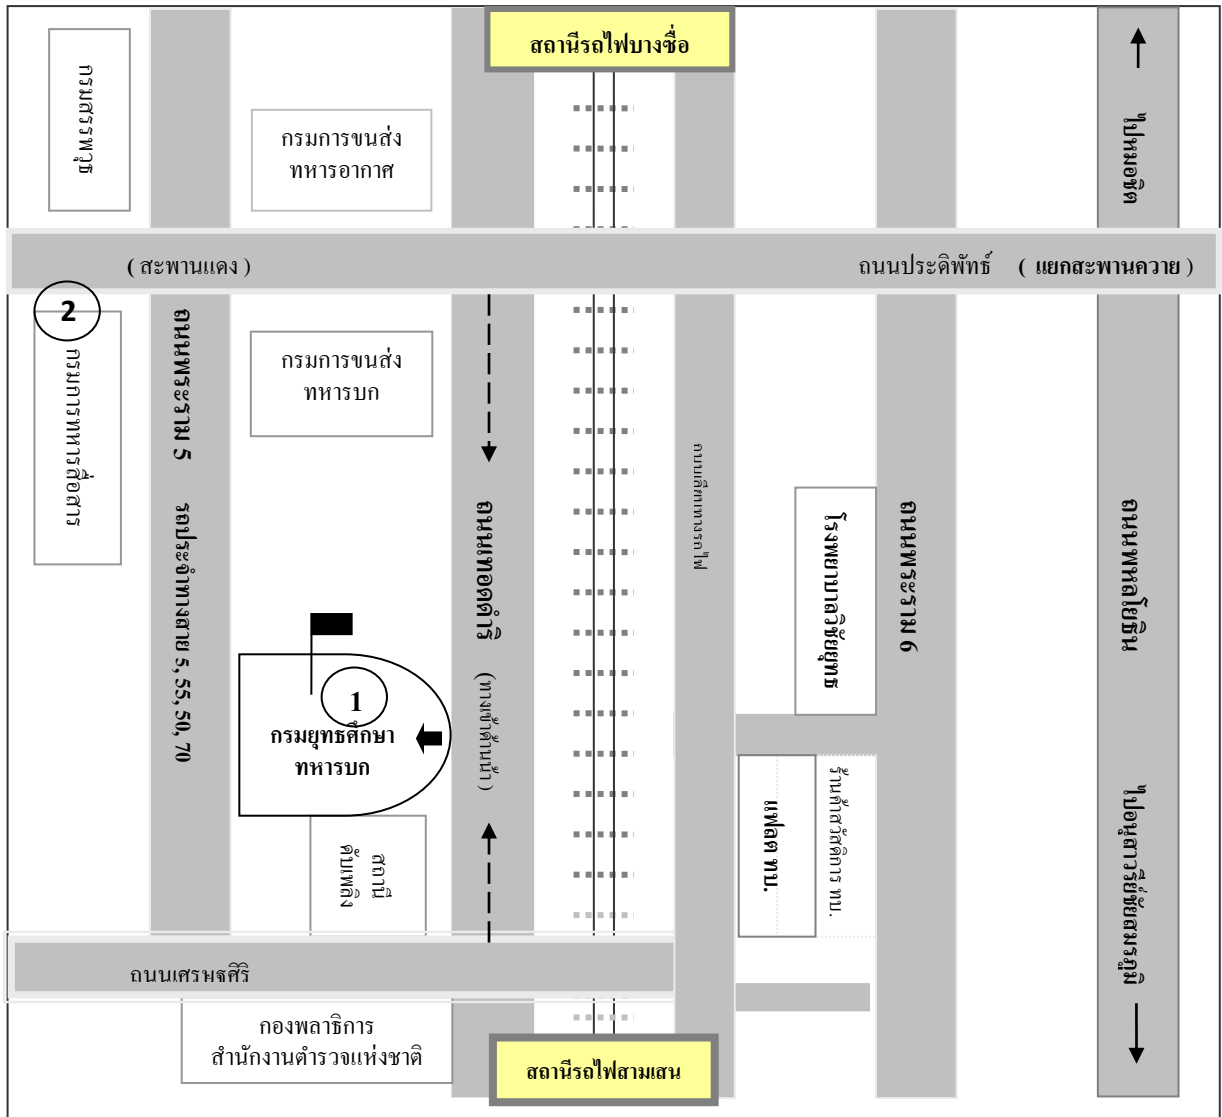 สถานีรถไฟบางซื่อ
กรมสรรพวุธ
กรมการขนส่ง
ทหารอากาศ
ไปหมอชิต
( สะพานแดง )
ถนนประดิพัทธ์
( แยกสะพานควาย )
2
กรมการทหารสื่อสาร
ถนนพระราม 5
รถประจำทางสาย 5, 55, 50, 70
กรมการขนส่ง
ทหารบก
ถนนเทอดดำริ
(ทางเข้าด้านหน้า )
ถนนเลียบทางรถไฟ
โรงพยาบาลวิชัยยุทธ
ถนนพระราม 6
ถนนพหลโยธิน
1
กรมยุทธศึกษา
ทหารบก
สถานี
ดับเพลิง
แฟลต ทบ.
ร้านค้าสวัสดิการ ทบ.
ไปอนุสาวรีย์ชัยสมรภูมิ
ถนนเศรษฐศิริ
กองพลาธิการ
สำนักงานตำรวจแห่งชาติ
สถานีรถไฟสามเสน